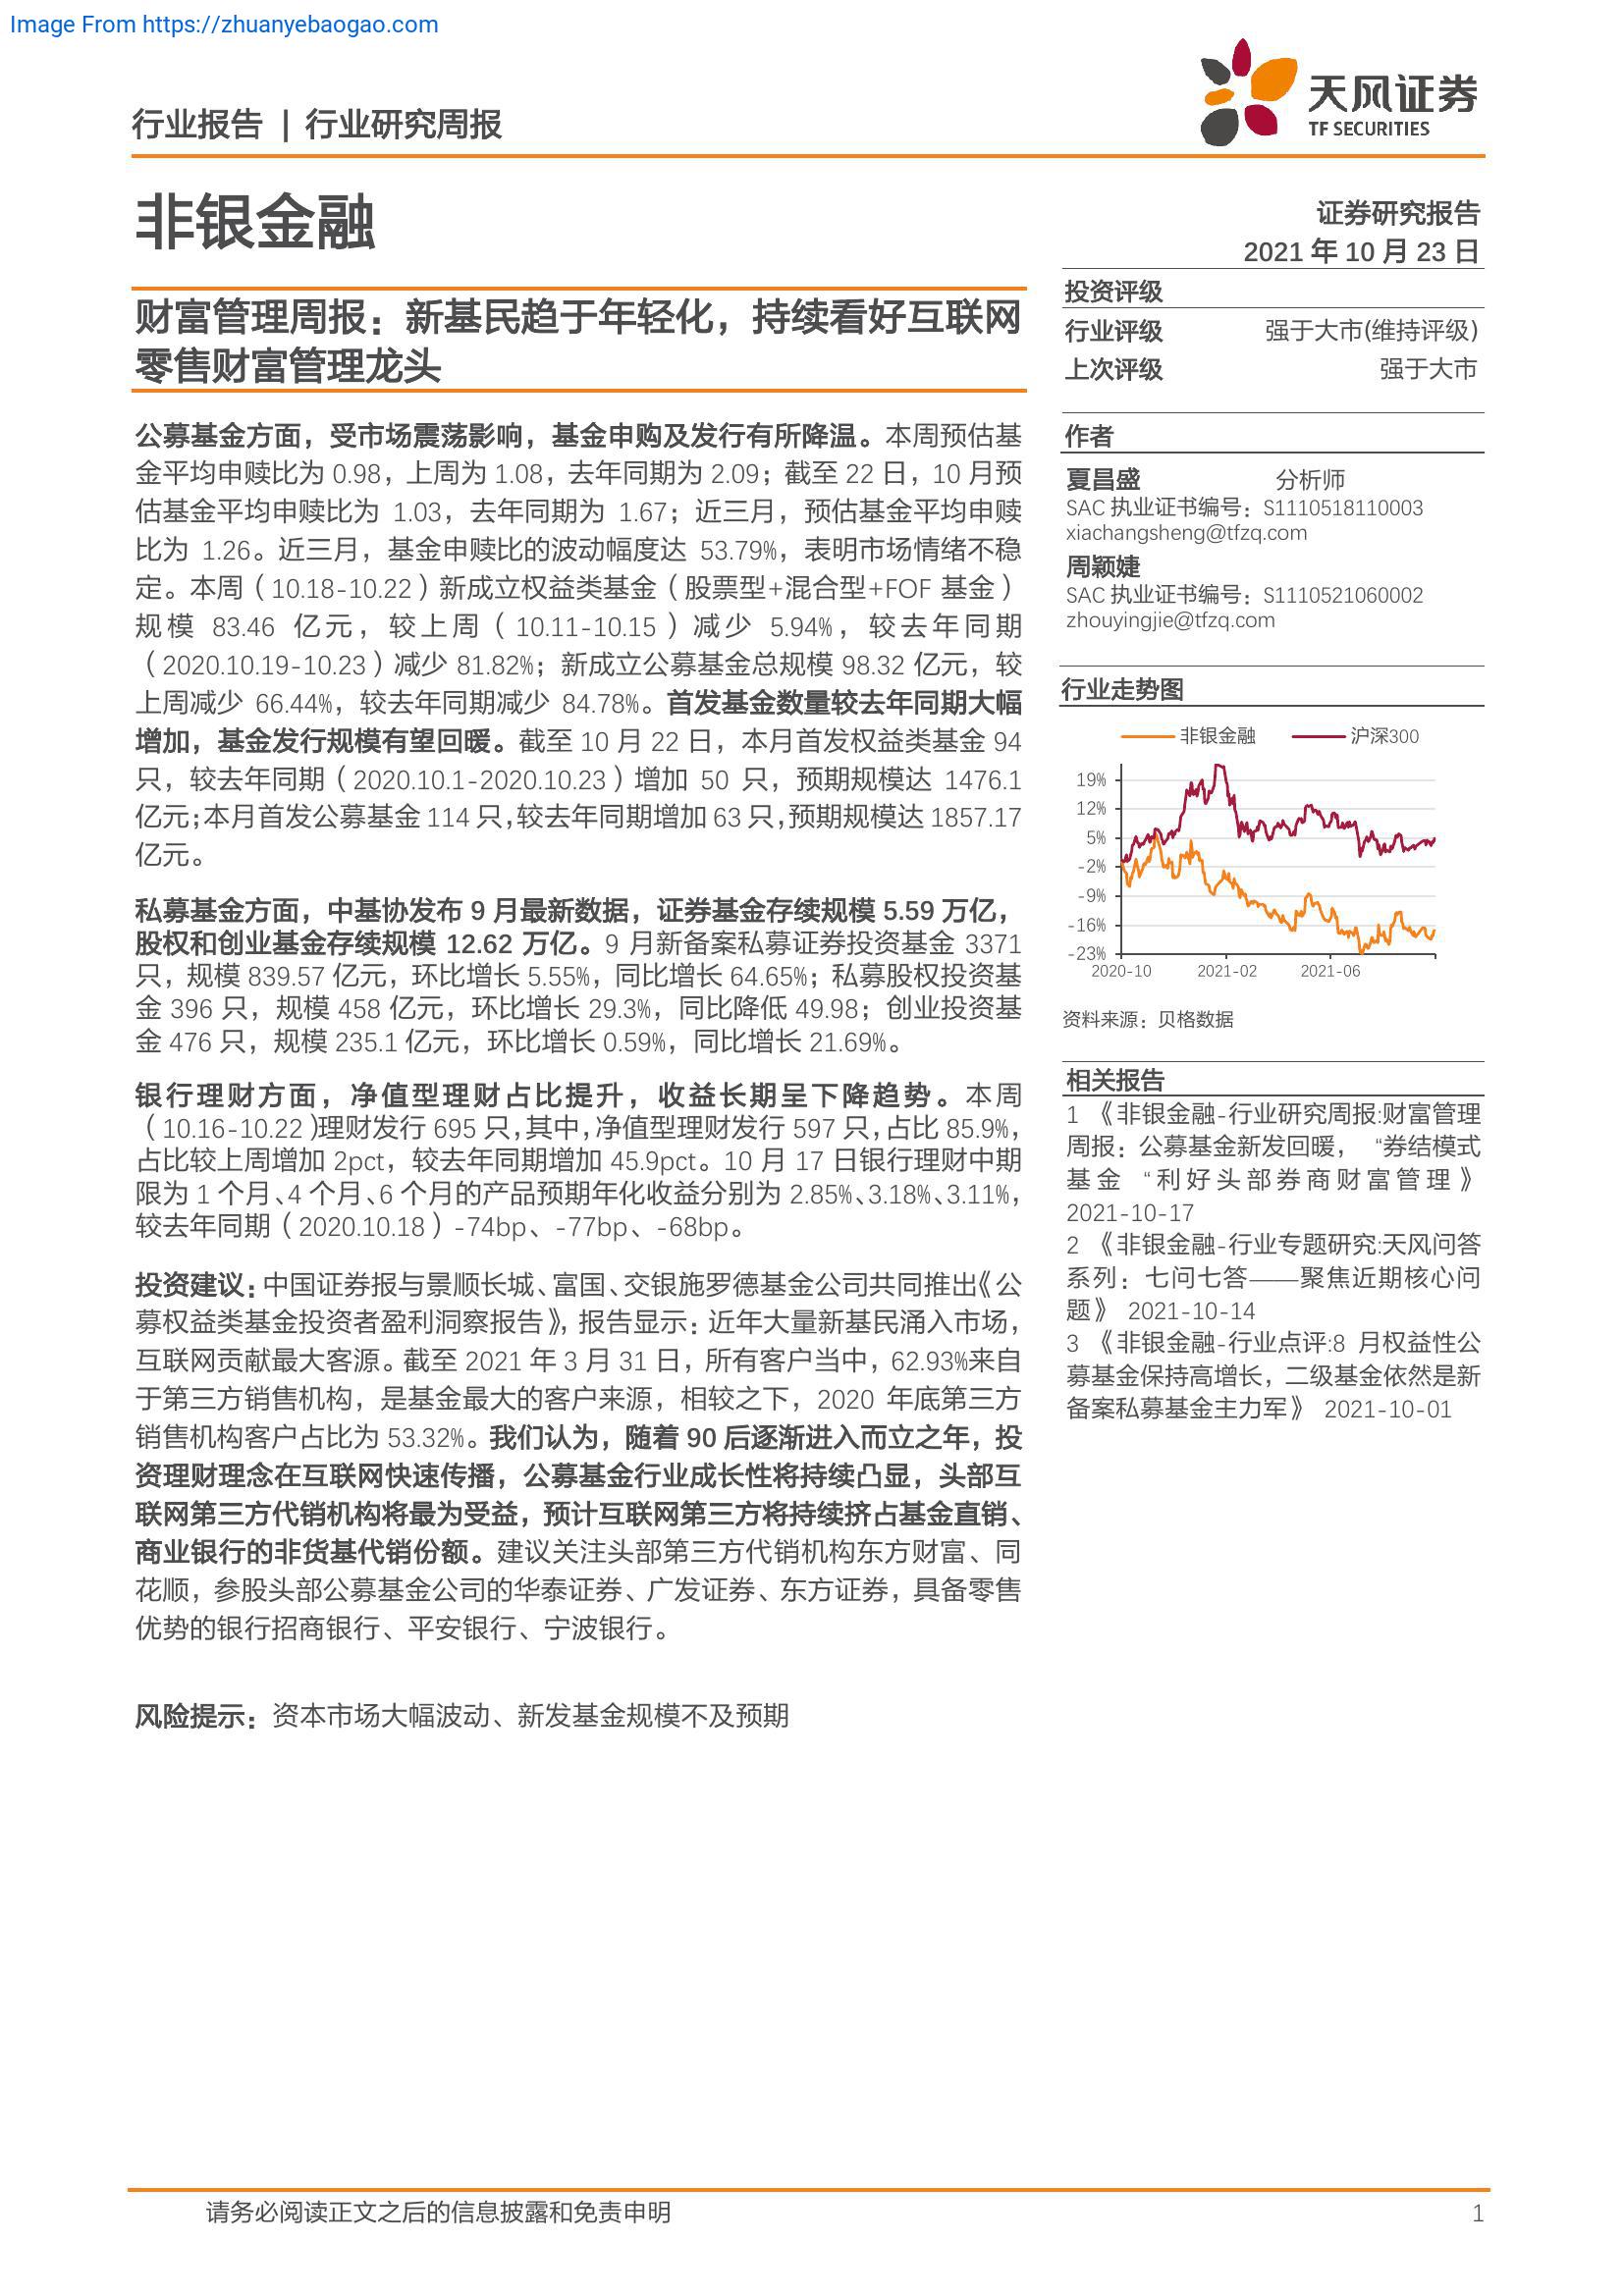 Image From https://zhuanyebaogao.com
行业报告 | 行业研究周报
天风证券
TF SECURITIES
非银金融
证券研究报告
2021 年 10 月 23 日
财富管理周报：新基民趋于年轻化，持续看好互联网
零售财富管理龙头
公募基金方面，受市场震荡影响，基金申购及发行有所降温。本周预估基
金平均申赎比为 0.98，上周为 1.08，去年同期为 2.09；截至 22 日，10 月预
估基金平均申赎比为 1.03，去年同期为 1.67；近三月，预估基金平均申赎
比为 1.26。近三月，基金申赎比的波动幅度达 53.79%，表明市场情绪不稳
定。本周（10.18-10.22）新成立权益类基金（股票型+混合型+FOF 基金）
规模 83.46 亿元，较上周（10.11-10.15）减少 5.94%，较去年同期
（2020.10.19-10.23）减少 81.82%；新成立公募基金总规模 98.32 亿元，较
上周减少 66.44%，较去年同期减少 84.78%。首发基金数量较去年同期大幅
增加，基金发行规模有望回暖。截至 10 月 22 日，本月首发权益类基金 94
只，较去年同期（2020.10.1-2020.10.23）增加 50 只，预期规模达 1476.1
亿元；本月首发公募基金 114 只，较去年同期增加 63 只，预期规模达 1857.17
亿元。
私募基金方面，中基协发布 9 月最新数据，证券基金存续规模 5.59 万亿，
股权和创业基金存续规模 12.62 万亿。9 月新备案私募证券投资基金 3371
只，规模 839.57 亿元，环比增长 5.55%，同比增长 64.65%；私募股权投资基
金 396 只，规模 458 亿元，环比增长 29.3%，同比降低 49.98；创业投资基
金 476 只，规模 235.1 亿元，环比增长 0.59%，同比增长 21.69%。
银行理财方面，净值型理财占比提升，收益长期呈下降趋势。本周
（10.16-10.22）理财发行 695 只，其中，净值型理财发行 597 只，占比 85.9%，
占比较上周增加 2pct，较去年同期增加 45.9pct。10 月 17 日银行理财中期
限为 1 个月、4 个月、6 个月的产品预期年化收益分别为 2.85%、3.18%、3.11%，
较去年同期（2020.10.18）-74bp、-77bp、-68bp。
投资建议：中国证券报与景顺长城、富国、交银施罗德基金公司共同推出《公
募权益类基金投资者盈利洞察报告》，报告显示：近年大量新基民涌入市场，
互联网贡献最大客源。截至 2021 年 3 月 31 日，所有客户当中，62.93%来自
于第三方销售机构，是基金最大的客户来源，相较之下，2020 年底第三方
销售机构客户占比为 53.32%。我们认为，随着 90 后逐渐进入而立之年，投
资理财理念在互联网快速传播，公募基金行业成长性将持续凸显，头部互
联网第三方代销机构将最为受益，预计互联网第三方将持续挤占基金直销、
商业银行的非货基代销份额。建议关注头部第三方代销机构东方财富、同
花顺，参股头部公募基金公司的华泰证券、广发证券、东方证券，具备零售
优势的银行招商银行、平安银行、宁波银行。
风险提示：资本市场大幅波动、新发基金规模不及预期
投资评级
行业评级 强于大市(维持评级)
上次评级 强于大市
作者
夏昌盛 分析师
SAC 执业证书编号：S1110518110003
xiachangsheng@tfzq.com
周颖婕
SAC 执业证书编号：S1110521060002
zhouyingjie@tfzq.com
行业走势图
非银金融 沪深300
19%
12%
5%
-2%
-9%
-16%
-23%
2020-10 2021-02 2021-06
资料来源：贝格数据
相关报告
1 《非银金融-行业研究周报:财富管理
周报：公募基金新发回暖， “券结模式
基金 “利好头部券商财富管理》
2021-10-17
2 《非银金融-行业专题研究:天风问答
系列：七问七答——聚焦近期核心问
题》 2021-10-14
3 《非银金融-行业点评:8 月权益性公
募基金保持高增长，二级基金依然是新
备案私募基金主力军》 2021-10-01
请务必阅读正文之后的信息披露和免责申明 1